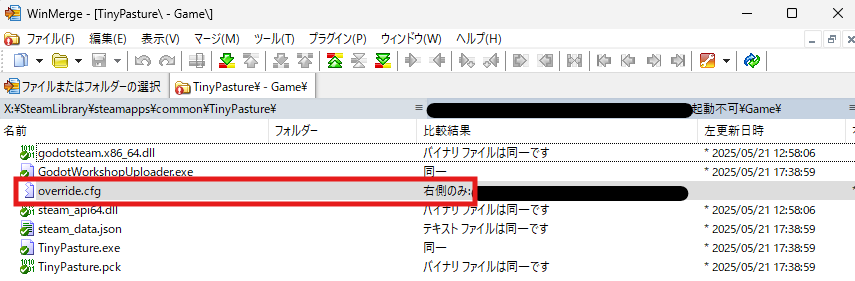 WinMerge - [TinyPasture\ - Game\]
ファイル(F) 編集(E) 表示(V) マージ(M) ツール(T) プラグイン(P) ウィンドウ(W) ヘルプ(H)
ファイルまたはフォルダーの選択 TinyPasture¥ - Game¥
X:¥SteamLibrary¥steamapps¥common¥TinyPasture¥ 起動不可¥Game¥
名前 フォルダー 比較結果 左更新日時
godotsteam.x86_64.dll バイナリ ファイルは同一です * 2025/05/21 12:58:06
GodotWorkshopUploader.exe 同一 * 2025/05/21 17:38:59
override.cfg 右側のみ:
steam_api64.dll バイナリ ファイルは同一です * 2025/05/21 12:58:06
steam_data.json テキスト ファイルは同一です * 2025/05/21 17:38:59
TinyPasture.exe 同一 * 2025/05/21 17:38:59
TinyPasture.pck バイナリ ファイルは同一です * 2025/05/21 17:38:59